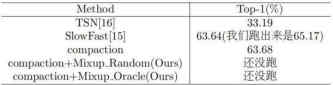 Method Top-1(%)
TSN[16] 33.19
SlowFast[15] 63.64(我们跑出来是65.17)
compaction 63.68
compaction+Mixup_Random(Ours) 还没跑
compaction+Mixup_Oracle(Ours) 还没跑